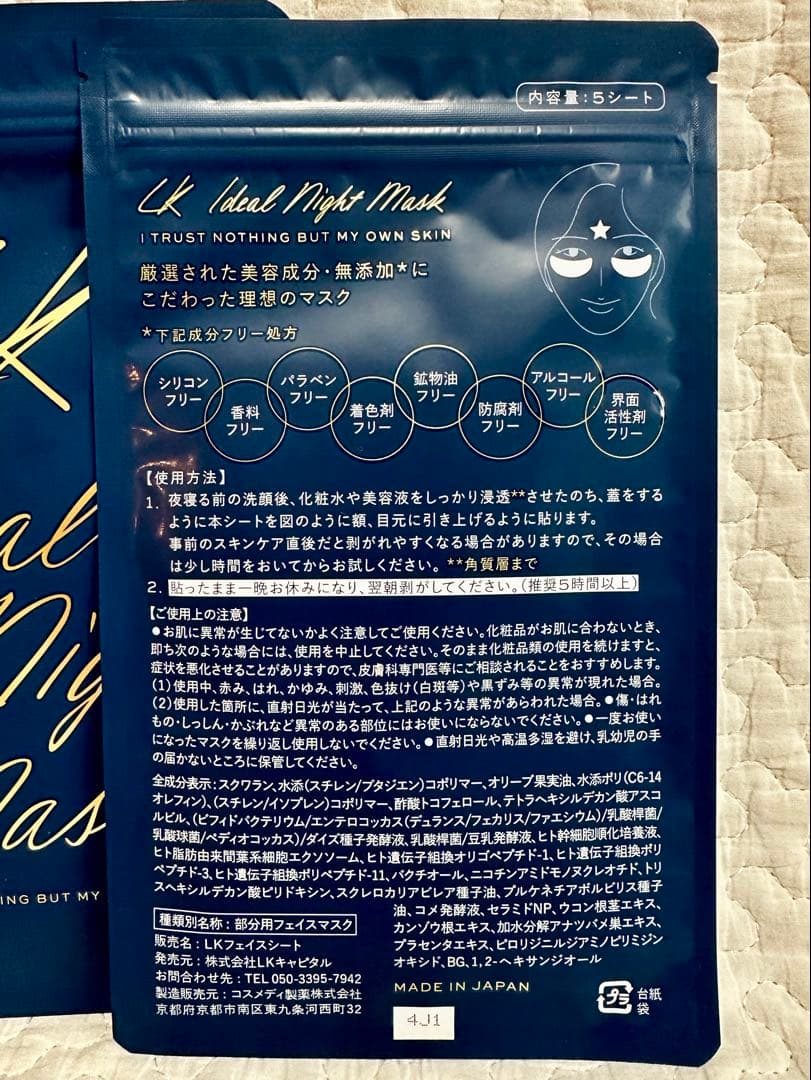 内容量：5シート
LK Ideal Night Mask
I TRUST NOTHING BUT MY OWN SKIN
厳選された美容成分・無添加*に
こだわった理想のマスク
*下記成分フリー処方
シリコンフリー
香料フリー
パラベンフリー
着色剤フリー
鉱物油フリー
防腐剤フリー
アルコールフリー
界面活性剤フリー
【使用方法】
1. 夜寝る前の洗顔後、化粧水や美容液をしっかり浸透**させたのち、蓋をする
ように本シートを図のように額、目元に引き上げるように貼ります。
事前のスキンケア直後だと剥がれやすくなる場合がありますので、その場合
は少し時間をおいてからお試しください。 **角質層まで
2. 貼ったまま一晩お休みになり、翌朝剥がしてください。（推奨5時間以上）
【ご使用上の注意】
●お肌に異常が生じてないかよく注意してご使用ください。化粧品がお肌に合わないとき、
即ち次のような場合には、使用を中止してください。そのまま化粧品類の使用を続けますと、
症状を悪化させることがありますので、皮膚科専門医等にご相談されることをおすすめします。
(1)使用中、赤み、はれ、かゆみ、刺激、色抜け(白斑等)や黒ずみ等の異常が現れた場合。
(2)使用した箇所に、直射日光が当たって、上記のような異常があらわれた場合。●傷・はれ
もの・しっしん・かぶれなど異常のある部位にはお使いにならないでください。●一度お使い
になったマスクを繰り返し使用しないでください。●直射日光や高温多湿を避け、乳幼児の手
の届かないところに保管してください。
全成分表示：スクワラン、水添(スチレン/ブタジエン)コポリマー、オリーブ果実油、水添ポリ(C6-14
オレフィン)、(スチレン/イソプレン)コポリマー、酢酸トコフェロール、テトラヘキシルデカン酸アスコ
ルビル、(ビフィドバクテリウム/エンテロコッカス(デュランス/フェカリス/ファエシウム)/乳酸桿菌/
乳酸球菌/ペディオコッカス)/ダイズ種子発酵液、乳酸桿菌/豆乳発酵液、ヒト幹細胞順化培養液、
ヒト脂肪由来間葉系細胞エクソソーム、ヒト遺伝子組換オリゴペプチド-1、ヒト遺伝子組換ポリ
ペプチド-3、ヒト遺伝子組換ポリペプチド-11、バクチオール、ニコチンアミドモノヌクレオチド、トリ
スヘキシルデカン酸ピリドキシン、スクレロカリアビレア種子油、プルケネチアボルビリス種子
油、コメ発酵液、セラミドNP、ウコン根茎エキス、
カンゾウ根エキス、加水分解アナツバメ巣エキス、
プラセンタエキス、ピロリジニルジアミノピリミジン
オキシド、BG、1,2-ヘキサンジオール
種類別名称：部分用フェイスマスク
販売名：LKフェイスシート
発売元：株式会社LKキャピタル
お問合わせ先：TEL 050-3395-7942
製造販売元：コスメディ製薬株式会社
京都府京都市南区東九条河西町32
MADE IN JAPAN
プラ
台紙
袋
4J1
K
al
Nig
Mas
ING BUT MY